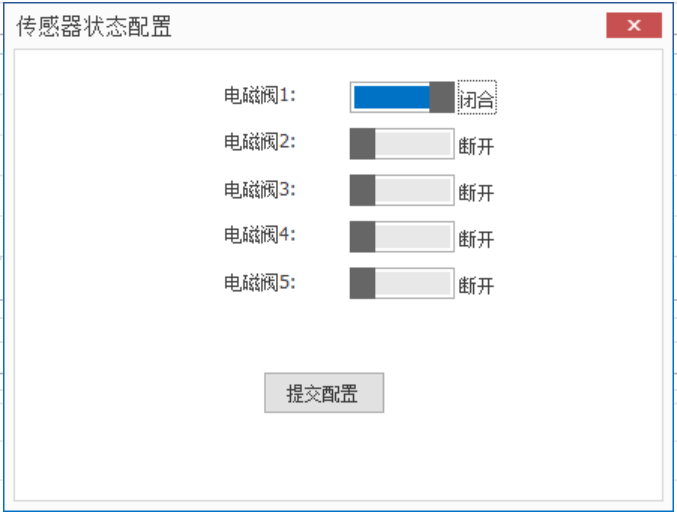 传感器状态配置
电磁阀1: 闭合
电磁阀2: 断开
电磁阀3: 断开
电磁阀4: 断开
电磁阀5: 断开
提交配置